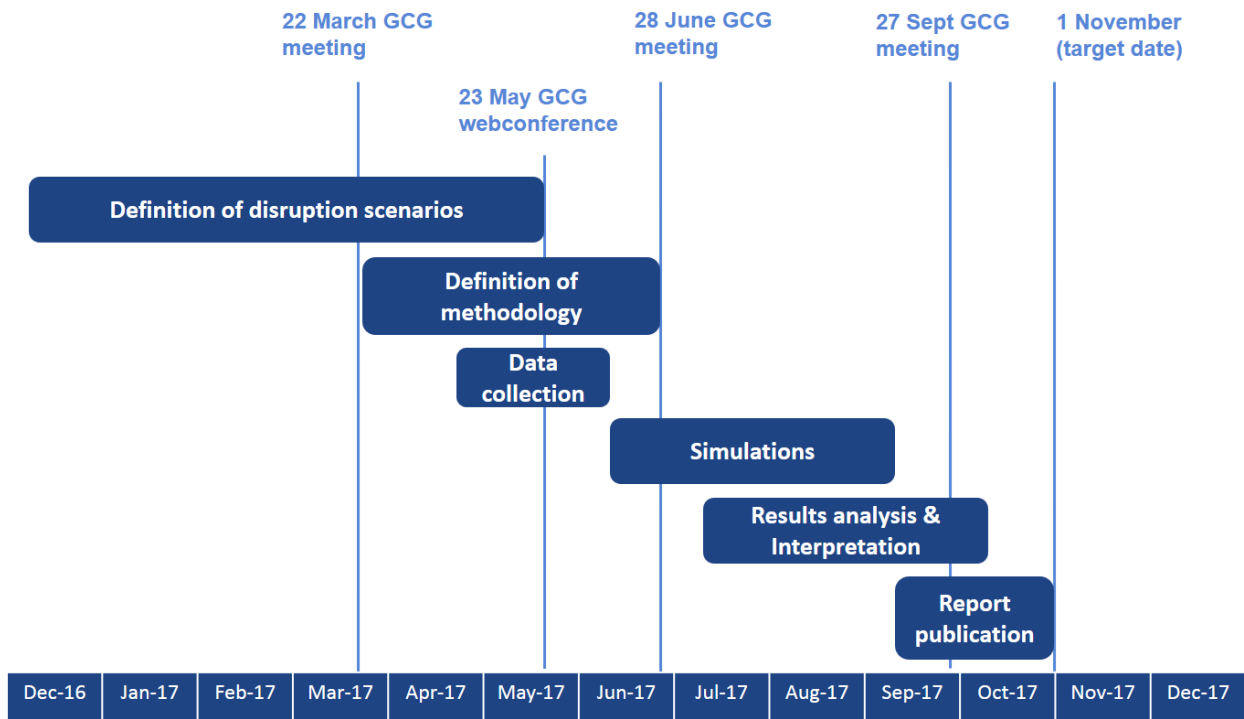 22 March GCG
meeting
28 June GCG
meeting
27 Sept GCG
meeting
1 November
(target date)
23 May GCG
webconference
Definition of disruption scenarios
Definition of
methodology
Data
collection
Simulations
Results analysis &
Interpretation
Report
publication
Dec-16
Jan-17
Feb-17
Mar-17
Apr-17
May-17
Jun-17
Jul-17
Aug-17
Sep-17
Oct-17
Nov-17
Dec-17